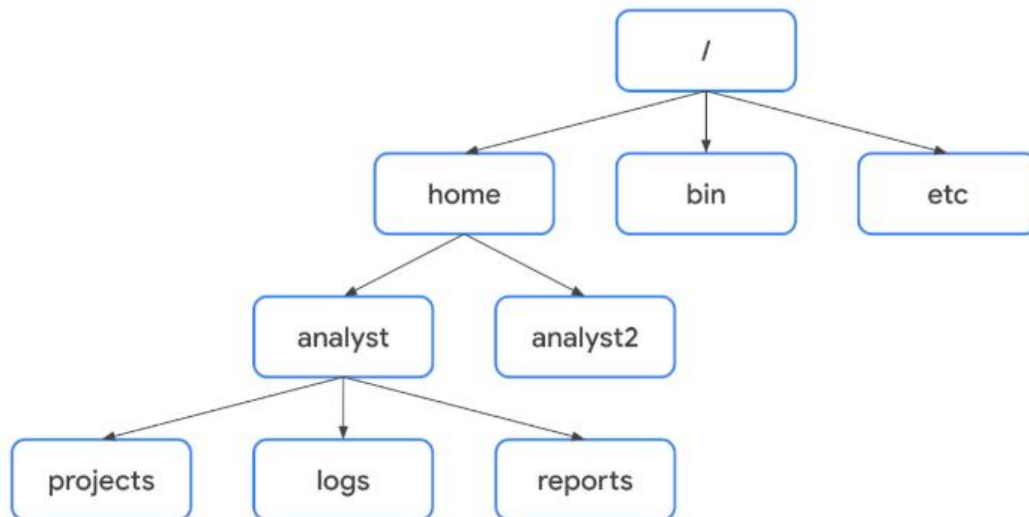 /
home
bin
etc
analyst
analyst2
projects
logs
reports